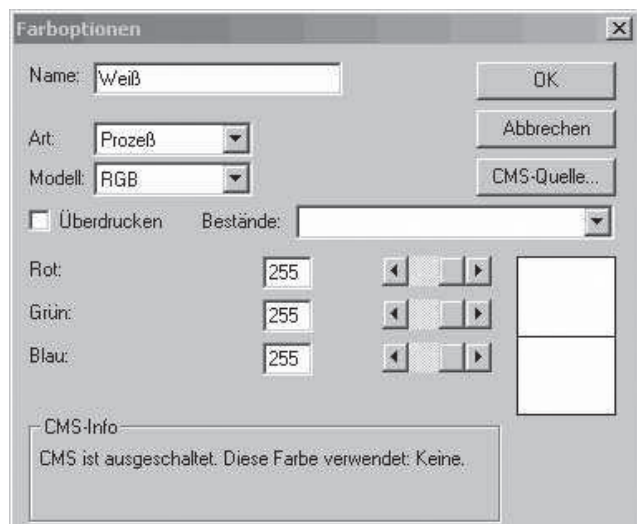 Farboptionen
Name: Weiß
OK
Art: Prozeß
Abbrechen
Modell: RGB
CMS-Quelle...
Überdrucken Bestände:
Rot: 255
Grün: 255
Blau: 255
CMS-Info
CMS ist ausgeschaltet. Diese Farbe verwendet: Keine.